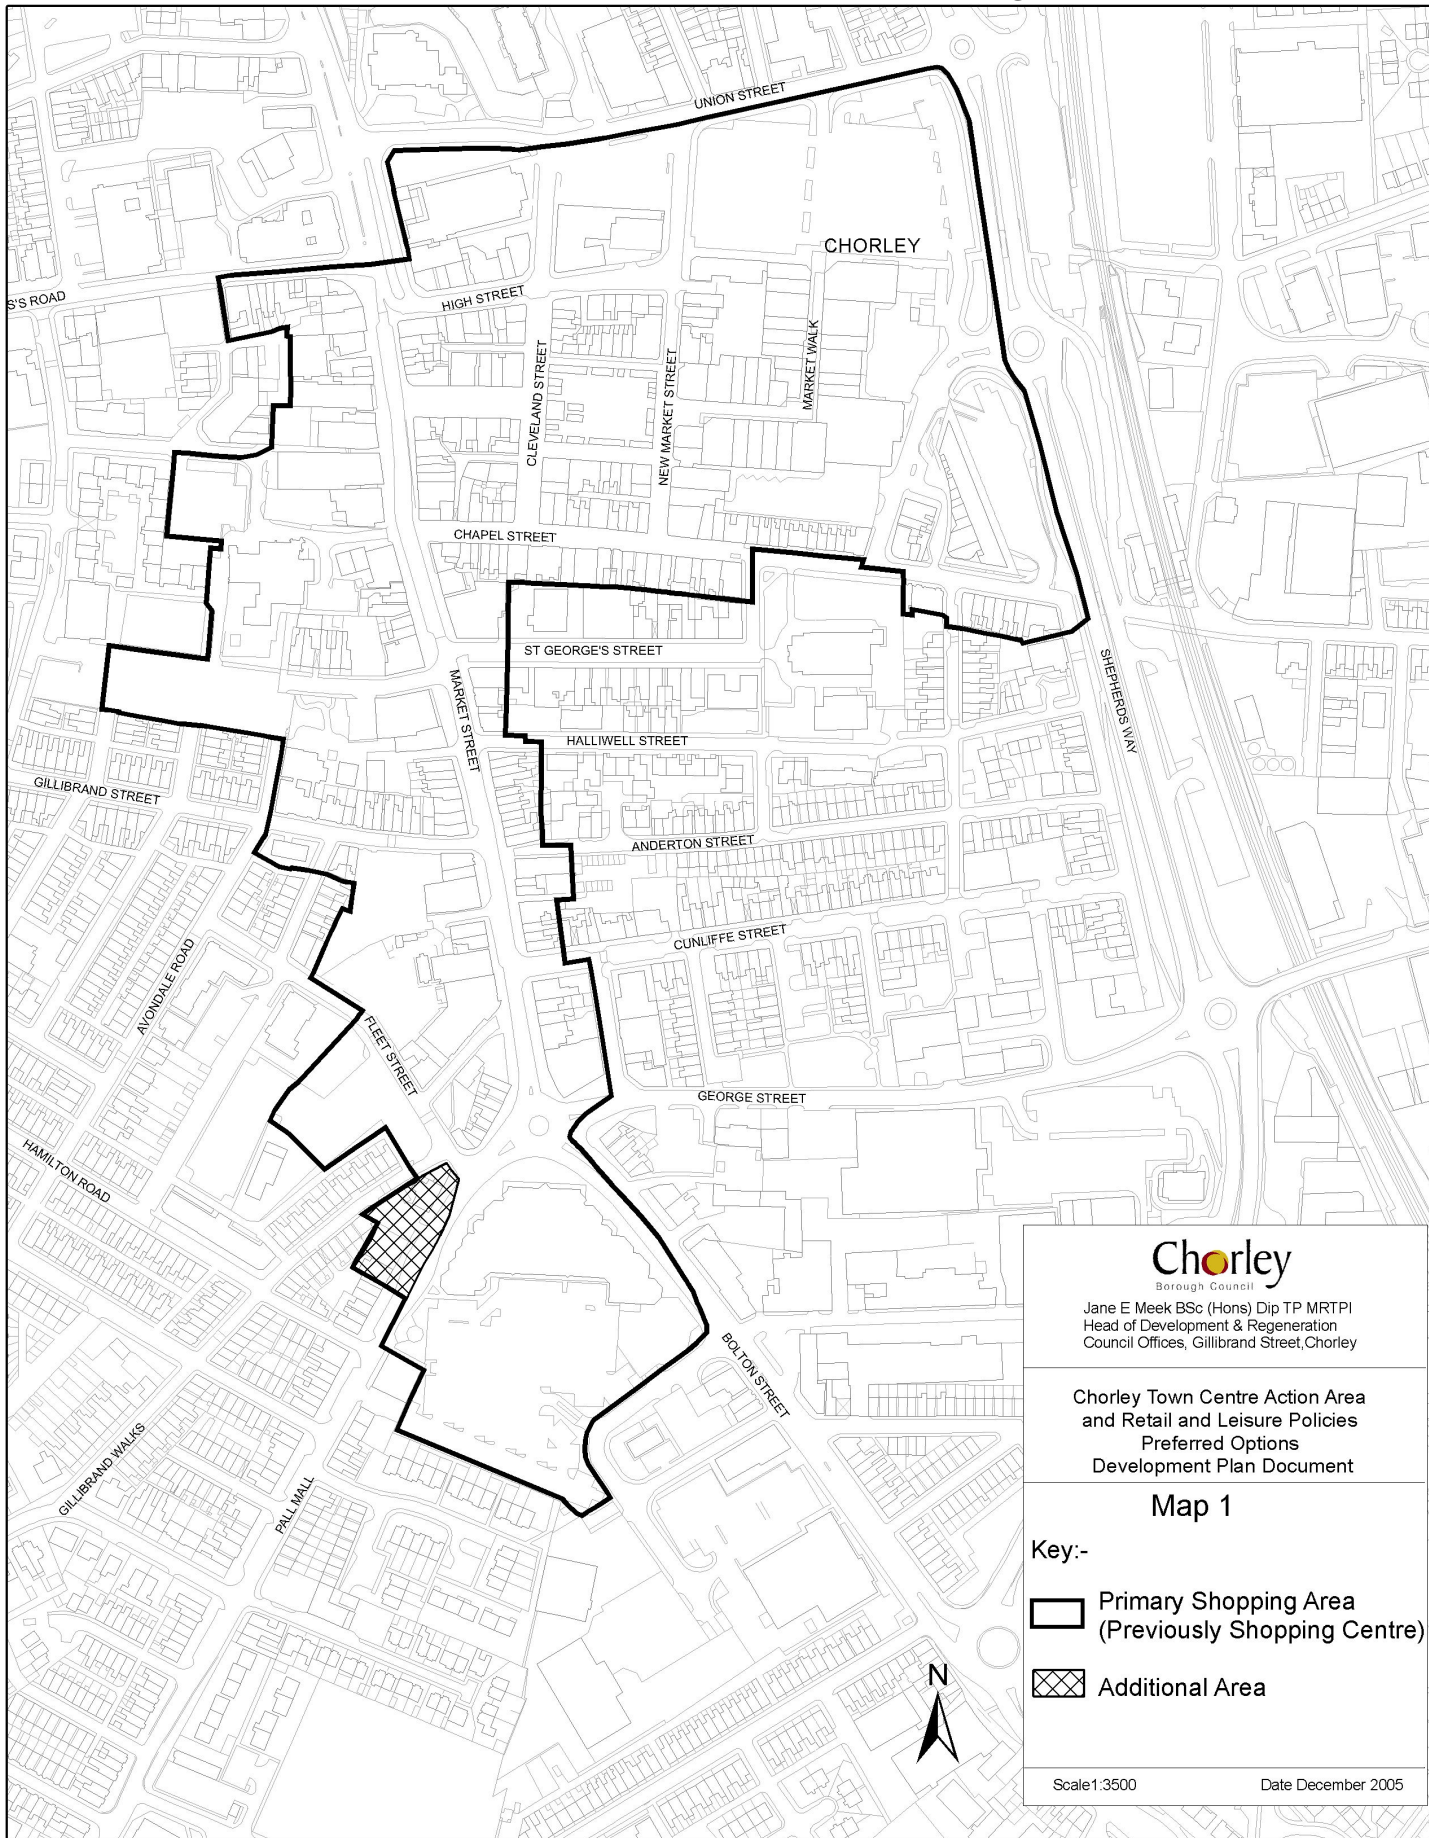 UNION STREET
CHORLEY
S'S ROAD
HIGH STREET
CLEVELAND STREET
NEW MARKET STREET
MARKET WALK
CHAPEL STREET
ST GEORGE'S STREET
MARKET STREET
SHEPHERDS WAY
HALLIWELL STREET
GILLIBRAND STREET
ANDERTON STREET
CUNLIFFE STREET
AVONDALE ROAD
FLEET STREET
GEORGE STREET
HAMILTON ROAD
BOLTON STREET
GILLIBRAND WALKS
PALL MALL
N
Chorley
Borough Council
Jane E Meek BSc (Hons) Dip TP MRTPI
Head of Development & Regeneration
Council Offices, Gillibrand Street,Chorley
Chorley Town Centre Action Area
and Retail and Leisure Policies
Preferred Options
Development Plan Document
Map 1
Key:-
Primary Shopping Area
(Previously Shopping Centre)
Additional Area
Scale1:3500
Date December 2005